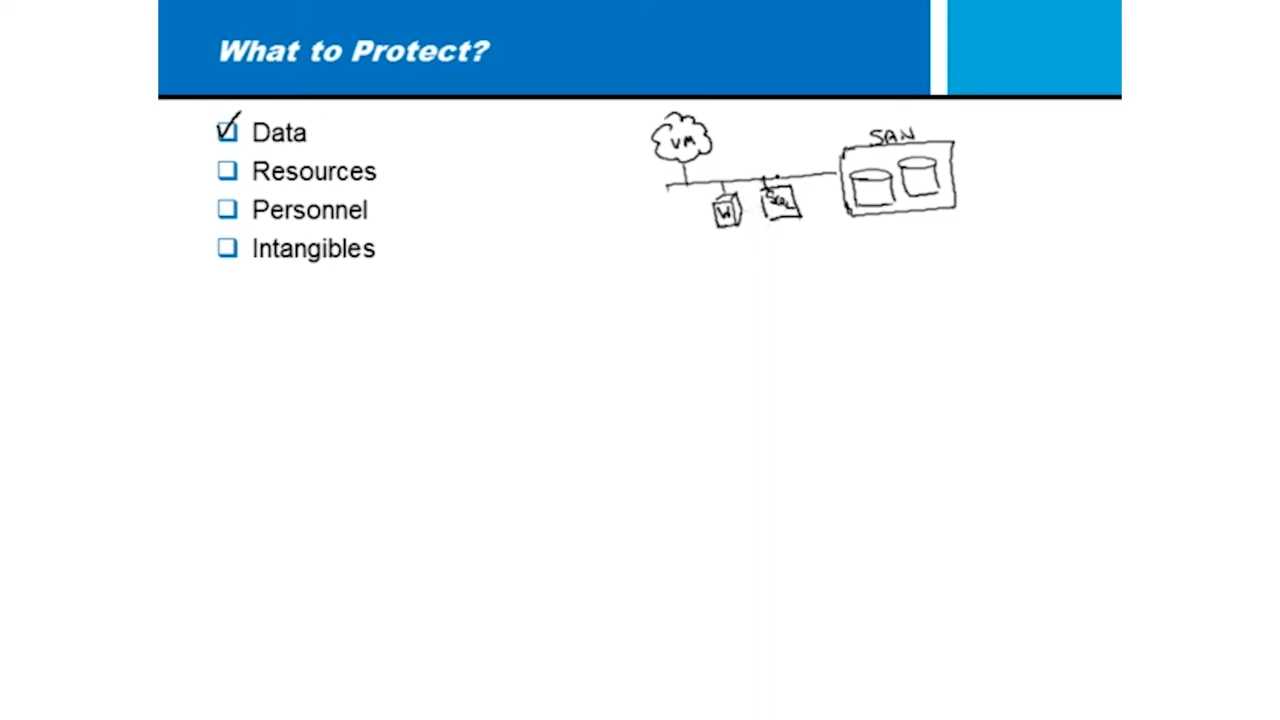 What to Protect?
Data
Resources
Personnel
Intangibles
VM
SAN
W
SQL